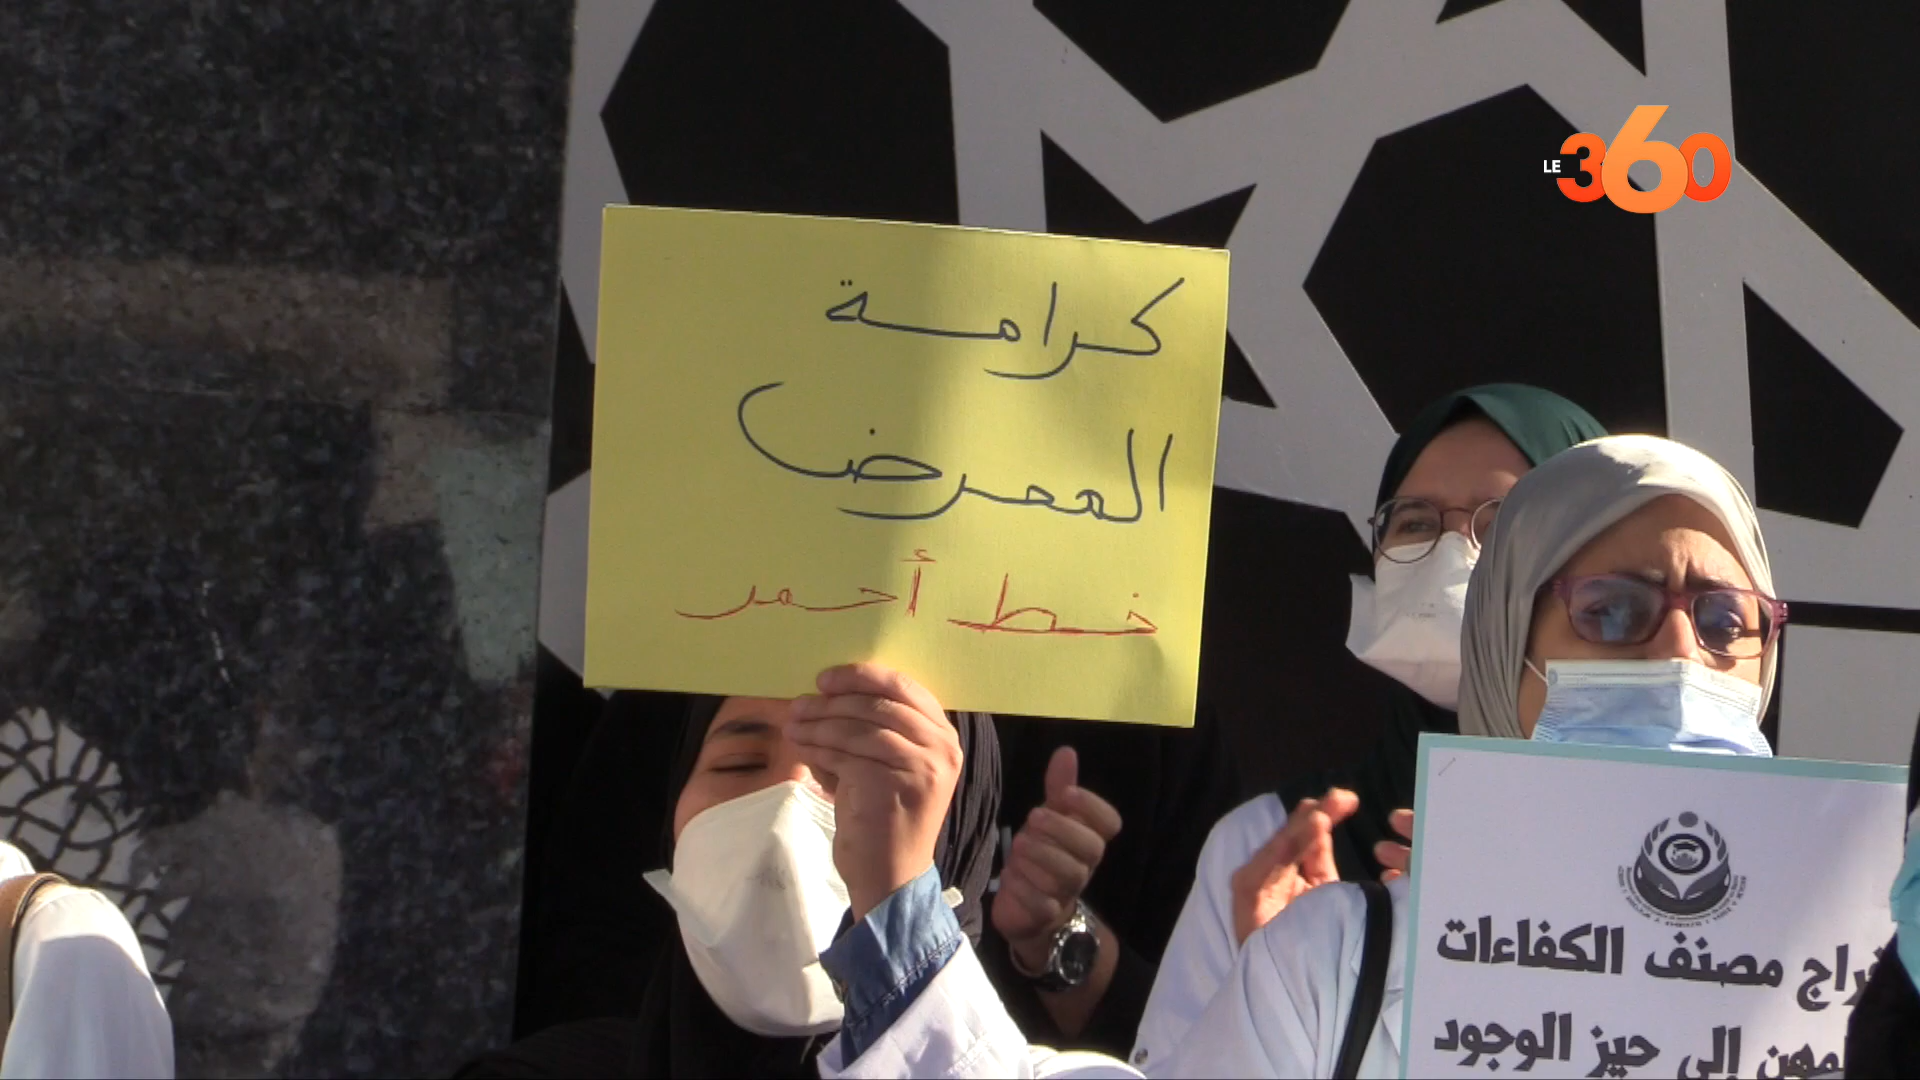 LE 360
كرامة
الممرض
خط أحمر
مصنف الكفاءات
إلى حيز الوجود